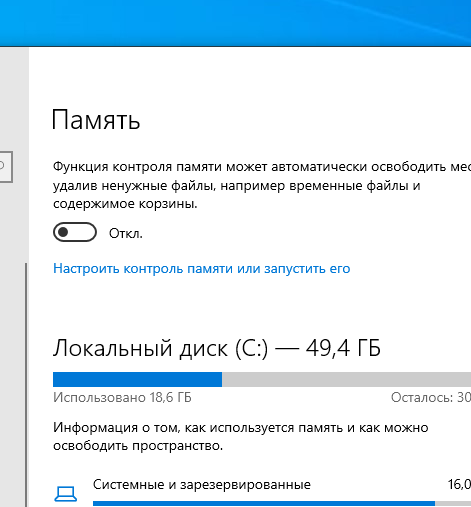 Память
Функция контроля памяти может автоматически освободить
удалив ненужные файлы, например временные файлы и
содержимое корзины.
Откл.
Настроить контроль памяти или запустить его
Локальный диск (C:) — 49,4 ГБ
Использовано 18,6 ГБ
Осталось: 30
Информация о том, как используется память и как можно
освободить пространство.
Системные и зарезервированные
16,0